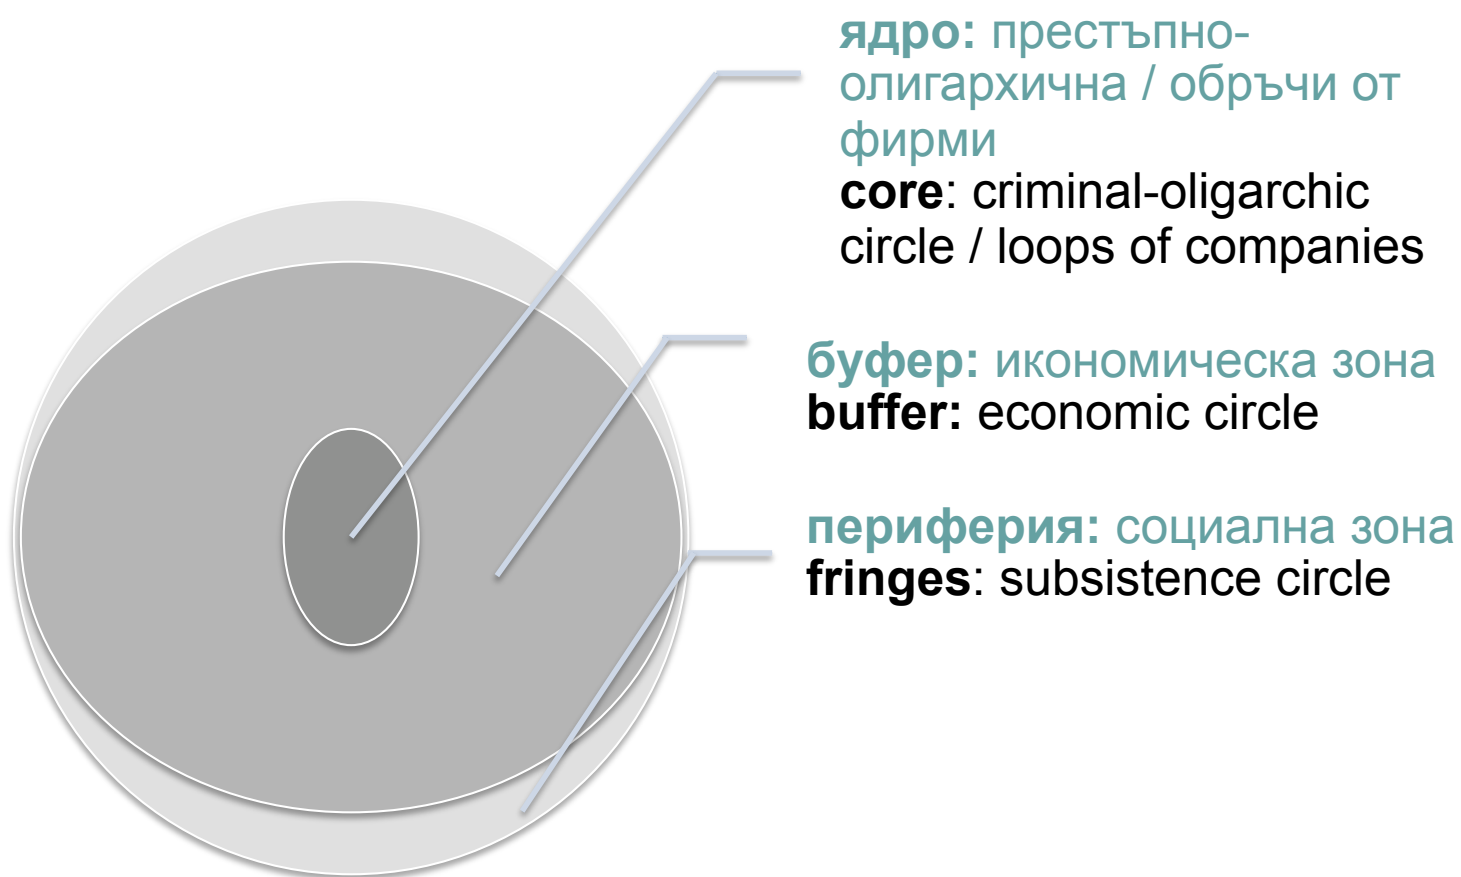 ядро: престъпно-
олигархична / обръчи от
фирми
core: criminal-oligarchic
circle / loops of companies
буфер: икономическа зона
buffer: economic circle
периферия: социална зона
fringes: subsistence circle